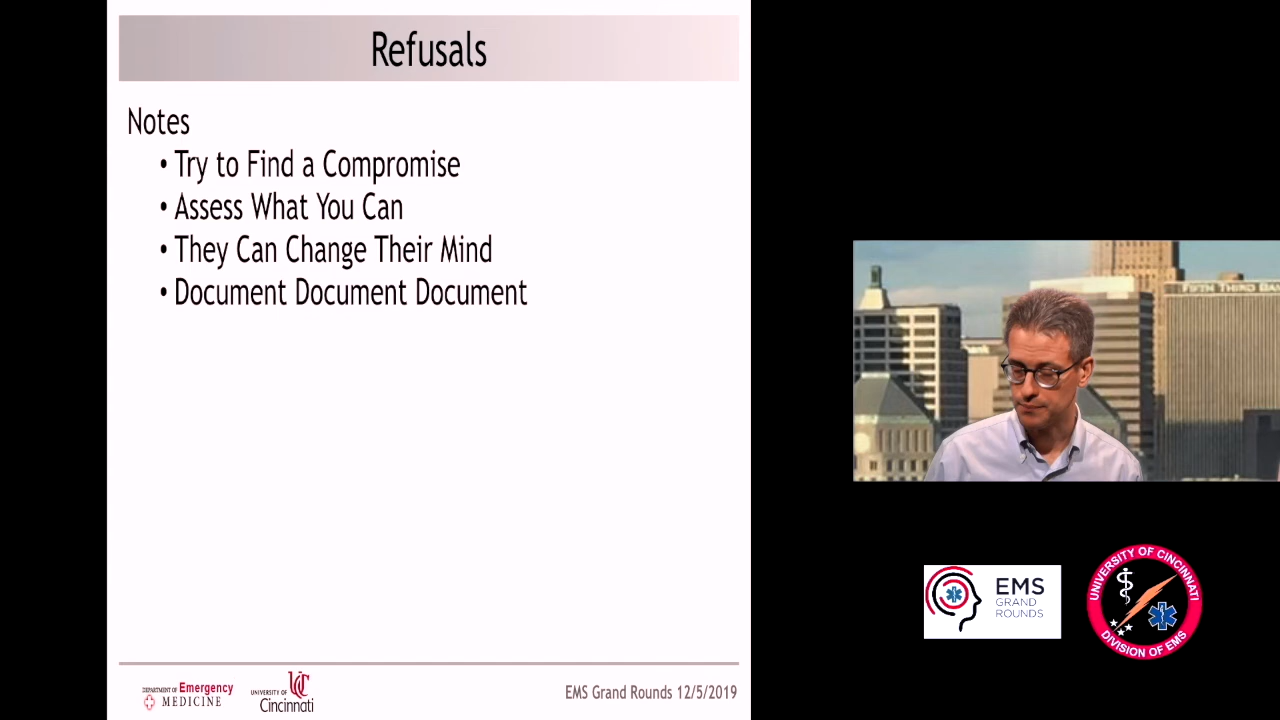 Refusals
Notes
• Try to Find a Compromise
• Assess What You Can
• They Can Change Their Mind
• Document Document Document
FIFTH THIRD BAN
EMS
GRAND
ROUNDS
UNIVERSITY OF CINCINNATI
DIVISION OF EMS
DEPARTMENT OF Emergency
MEDICINE
UNIVERSITY OF
UC
Cincinnati
EMS Grand Rounds 12/5/2019